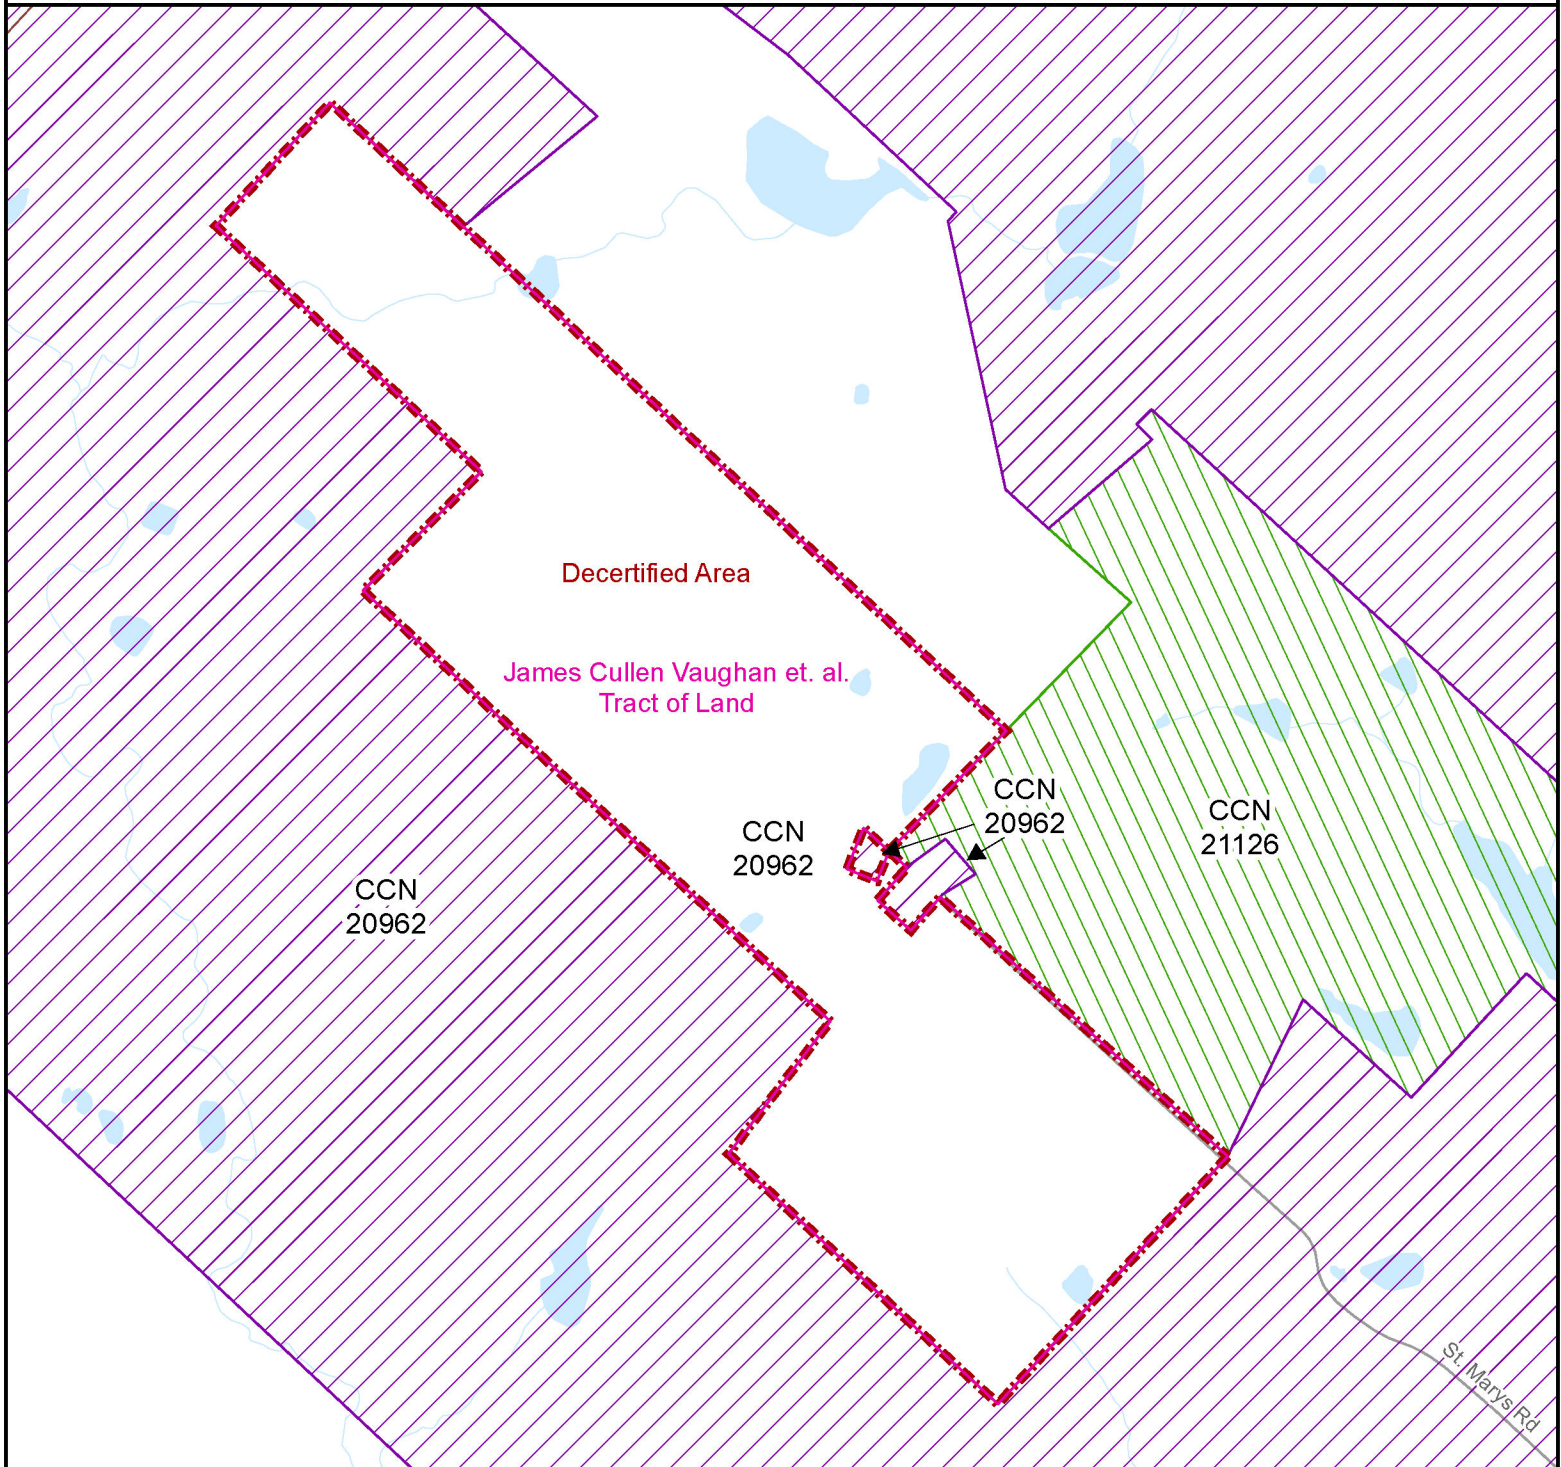 Decertified Area
James Cullen Vaughan et. al.
Tract of Land
CCN
20962
CCN
21126
CCN
20962
CCN
20962
St. Marys Rd